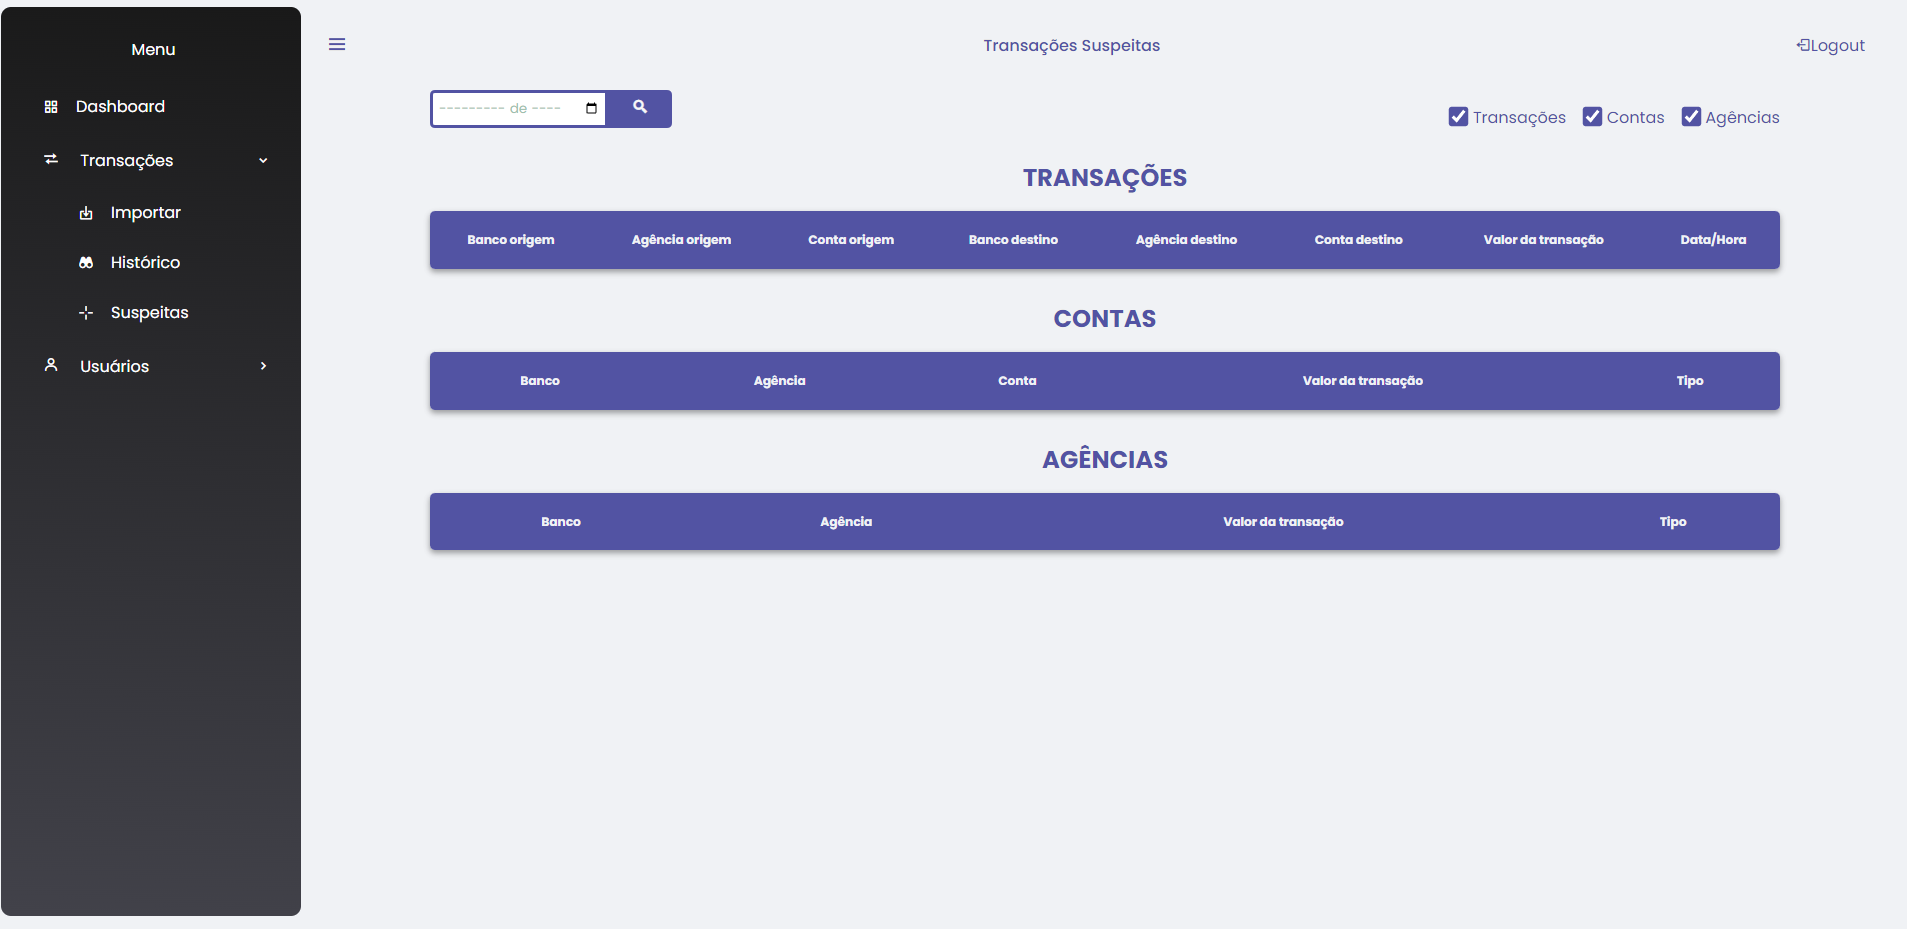 Menu
Dashboard
Transações
Importar
Histórico
Suspeitas
Usuários
Transações Suspeitas
Logout
--------- de ----
Transações Contas Agências
TRANSAÇÕES
Banco origem Agência origem Conta origem Banco destino Agência destino Conta destino Valor da transação Data/Hora
CONTAS
Banco Agência Conta Valor da transação Tipo
AGÊNCIAS
Banco Agência Valor da transação Tipo